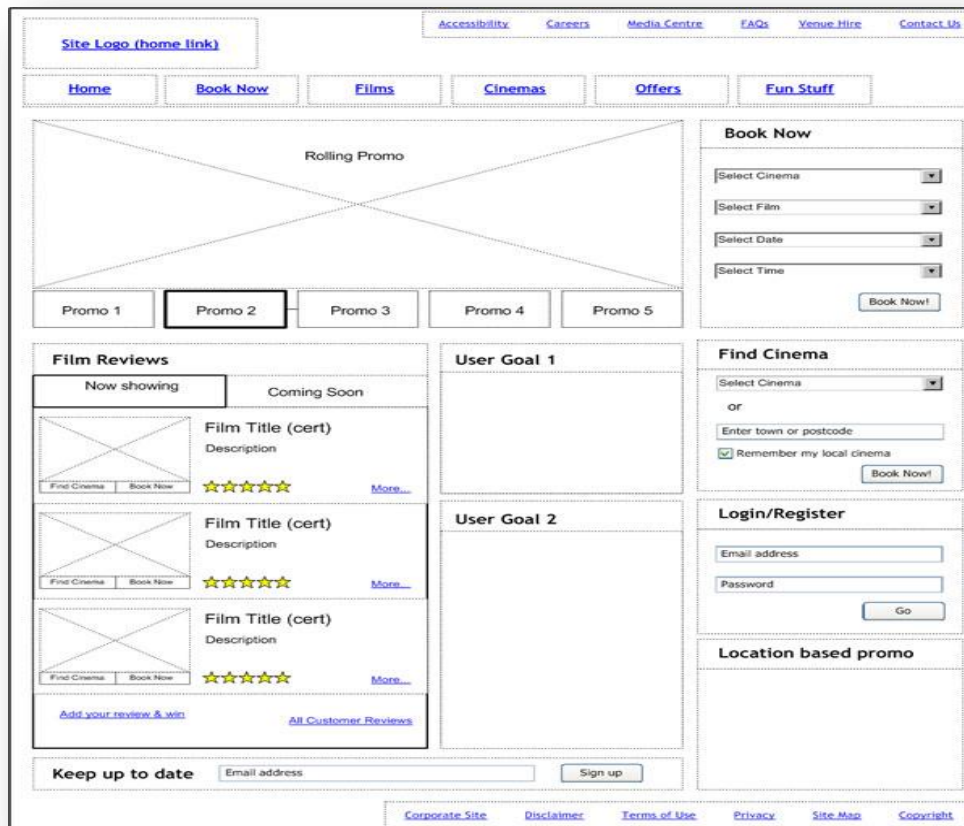 Accessibility Careers Media Centre FAQs Venue Hire Contact Us
Site Logo (home link)
Home Book Now Films Cinemas Offers Fun Stuff
Rolling Promo
Promo 1 Promo 2 Promo 3 Promo 4 Promo 5
Book Now
Select Cinema
Select Film
Select Date
Select Time
Book Now!
Film Reviews
Now showing Coming Soon
Film Title (cert)
Description
Find Cinema Book Now More...
Film Title (cert)
Description
Find Cinema Book Now More...
Film Title (cert)
Description
Find Cinema Book Now More...
Add your review & win All Customer Reviews
User Goal 1
User Goal 2
Find Cinema
Select Cinema
or
Enter town or postcode
Remember my local cinema
Book Now!
Login/Register
Email address
Password
Go
Location based promo
Keep up to date Email address Sign up
Corporate Site Disclaimer Terms of Use Privacy Site Map Copyright